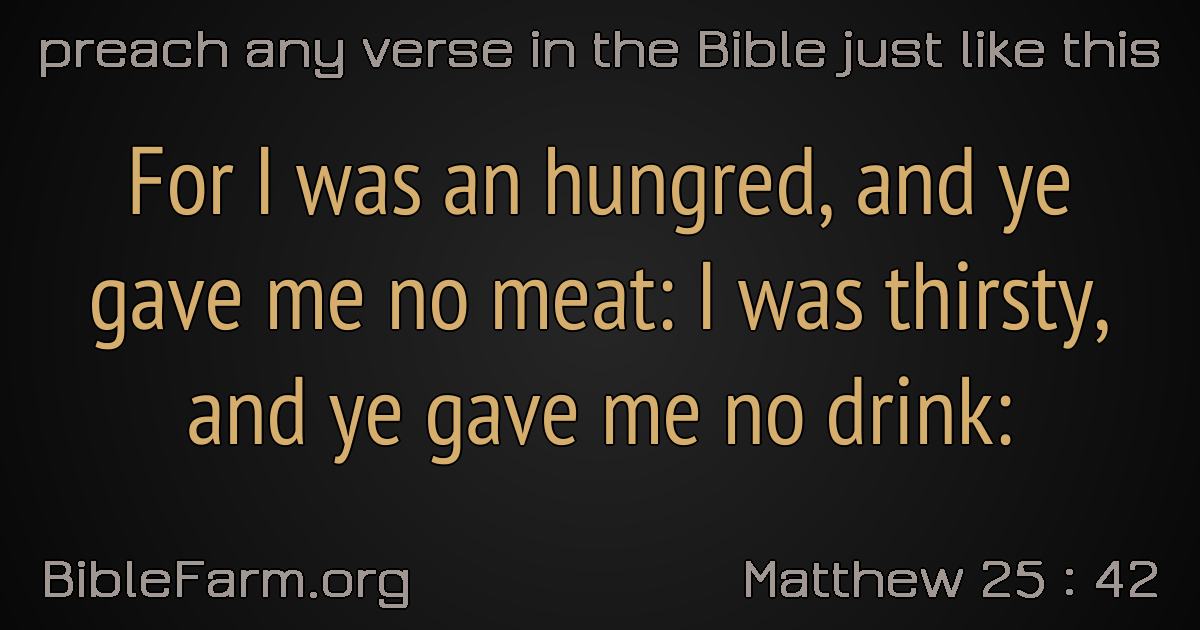 preach any verse in the Bible just like this
For I was an hungred, and ye
gave me no meat: I was thirsty,
and ye gave me no drink:
BibleFarm.org
Matthew 25 : 42